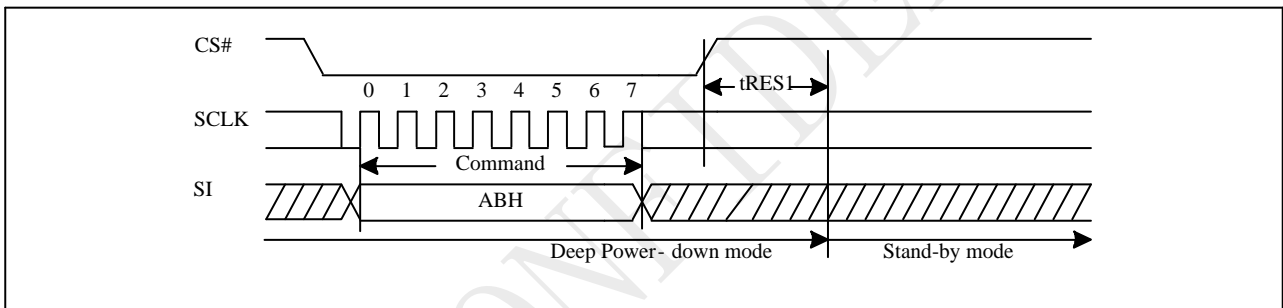 CS#
tRES1
0 1 2 3 4 5 6 7
SCLK
Command
SI
ABH
Deep Power- down mode Stand-by mode